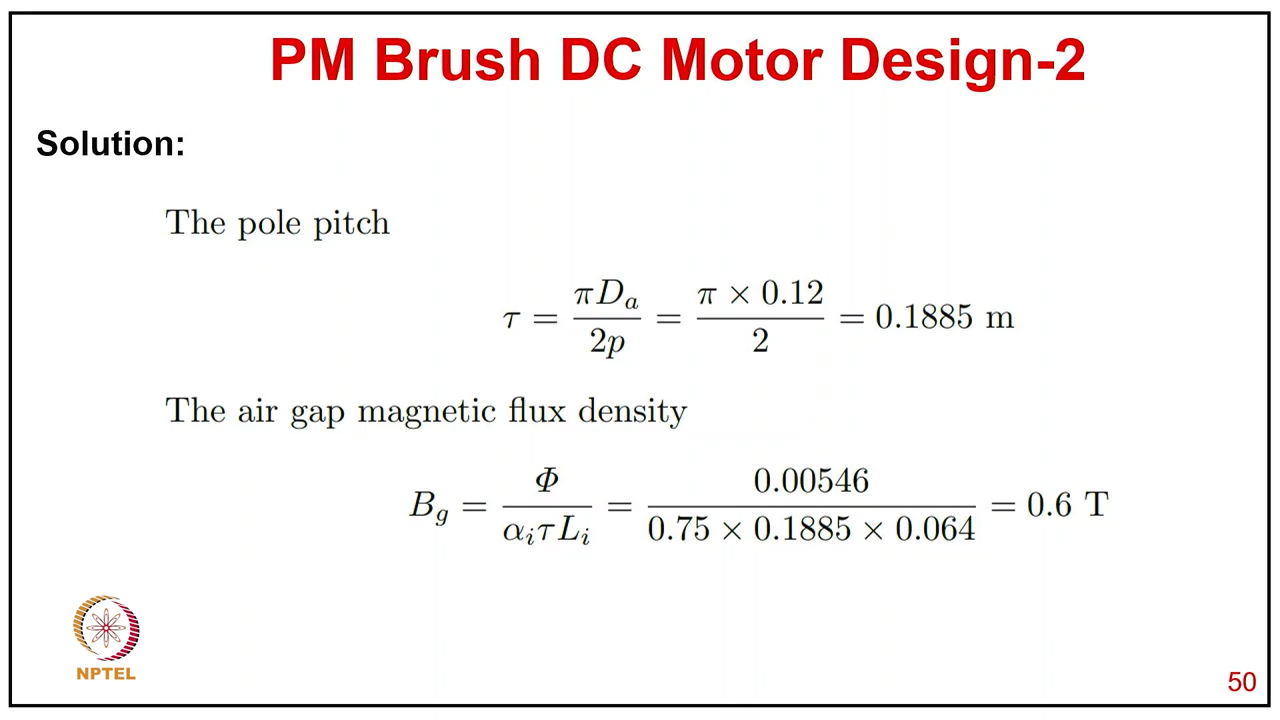 PM Brush DC Motor Design-2
Solution:
The pole pitch
τ = πD_a / 2p = π × 0.12 / 2 = 0.1885 m
The air gap magnetic flux density
B_g = Φ / α_i τ L_i = 0.00546 / 0.75 × 0.1885 × 0.064 = 0.6 T
NPTEL
50